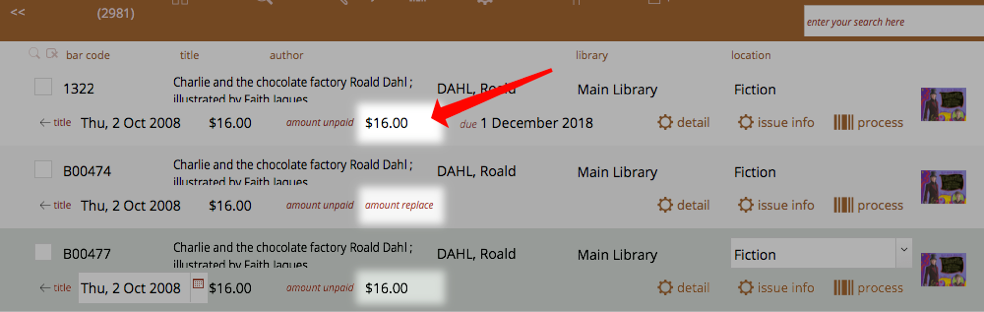 << (2981)
enter your search here
bar code title author library location
1322 Charlie and the chocolate factory Roald Dahl ; DAHL, Roald Main Library Fiction
illustrated by Faith Jaques
title Thu, 2 Oct 2008 $16.00 amount unpaid $16.00 due 1 December 2018 detail issue info process
B00474 Charlie and the chocolate factory Roald Dahl ; DAHL, Roald Main Library Fiction
illustrated by Faith Jaques
title Thu, 2 Oct 2008 $16.00 amount unpaid amount replace detail issue info process
B00477 Charlie and the chocolate factory Roald Dahl ; DAHL, Roald Main Library Fiction
illustrated by Faith Jaques
title Thu, 2 Oct 2008 $16.00 amount unpaid $16.00 detail issue info process